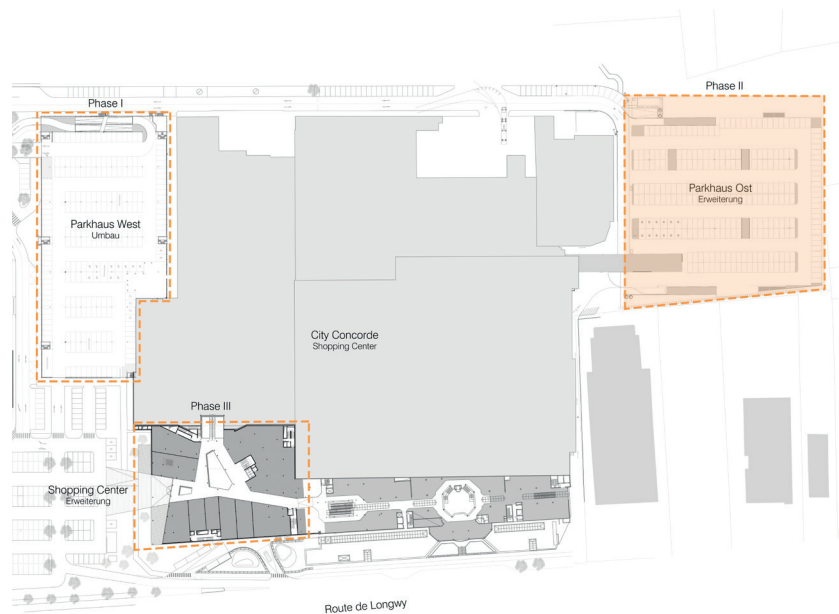 Phase I
Phase II
Parkhaus West
Umbau
Parkhaus Ost
Erweiterung
City Concorde
Shopping Center
Phase III
Shopping Center
Erweiterung
Route de Longwy